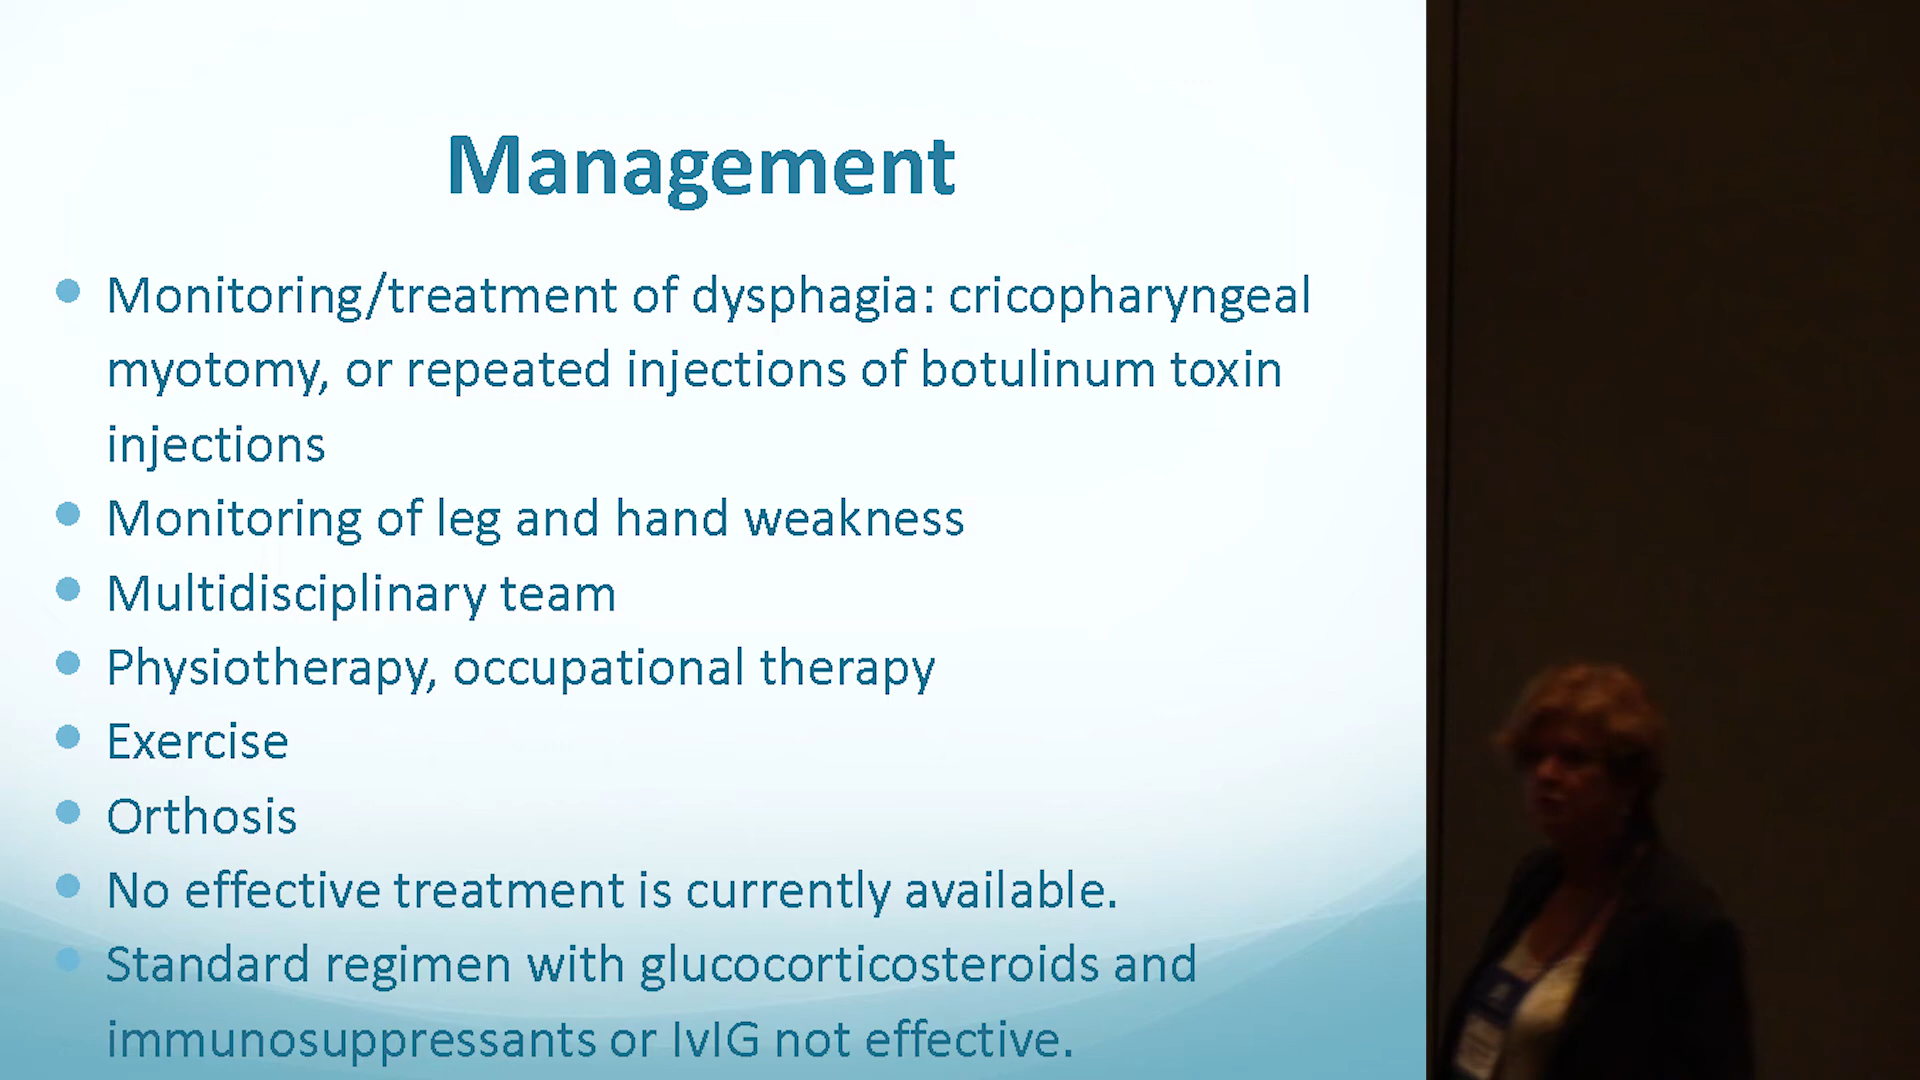 Management
• Monitoring/treatment of dysphagia: cricopharyngeal
myotomy, or repeated injections of botulinum toxin
injections
• Monitoring of leg and hand weakness
• Multidisciplinary team
• Physiotherapy, occupational therapy
• Exercise
• Orthosis
• No effective treatment is currently available.
• Standard regimen with glucocorticosteroids and
immunosuppressants or IvIG not effective.